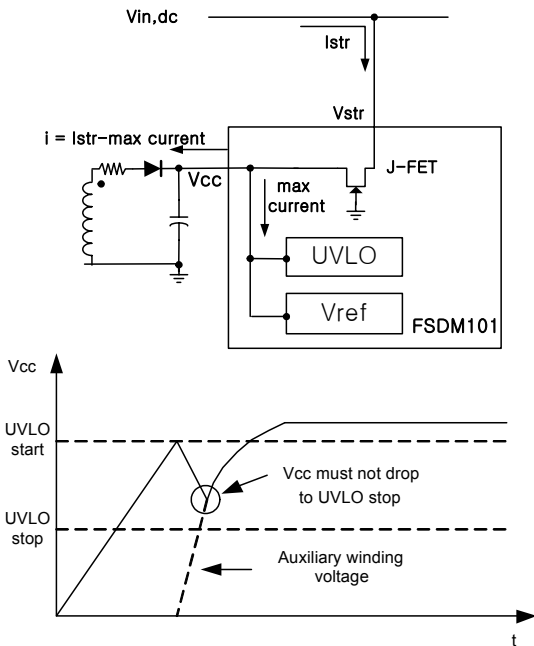 Vin,dc
Istr
Vstr
i = Istr-max current
J-FET
Vcc
max
current
UVLO
Vref
FSDM101
Vcc
UVLO
start
Vcc must not drop
to UVLO stop
UVLO
stop
Auxiliary winding
voltage
t